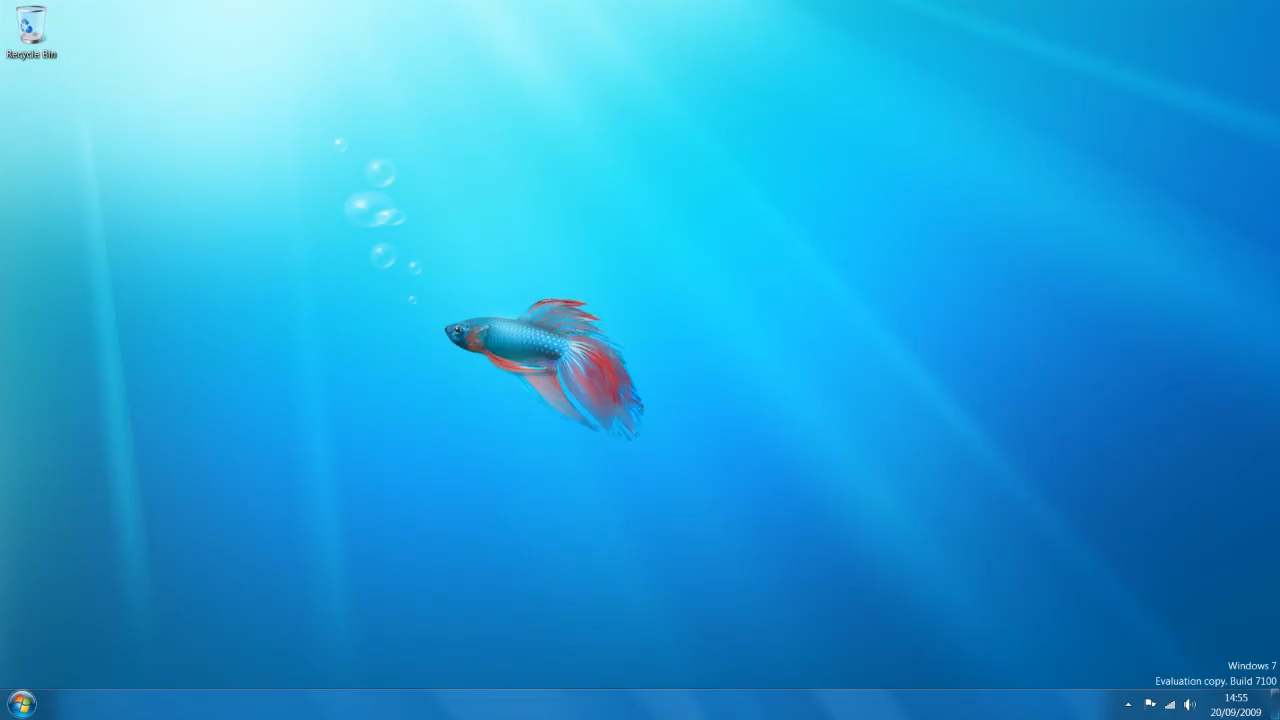 Recycle Bin
Windows 7
Evaluation copy. Build 7100
14:55
20/09/2009